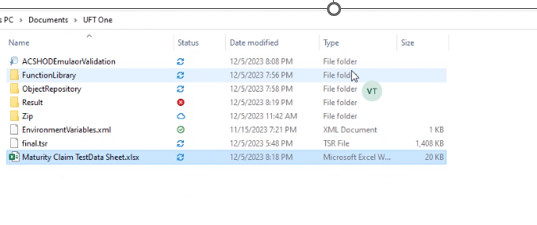 s PC > Documents > UFT One
Name Status Date modified Type Size
ACSHODEmulaorValidation 12/5/2023 8:08 PM File folder
FunctionLibrary 12/5/2023 7:56 PM File folder
ObjectRepository 12/5/2023 7:58 PM File folder
VT
Result 12/5/2023 8:19 PM File folder
Zip 12/5/2023 11:42 AM File folder
EnvironmentVariables.xml 11/15/2023 7:21 PM XML Document 1 KB
final.tsr 12/5/2023 5:48 PM TSR File 1,408 KB
Maturity Claim TestData Sheet.xlsx 12/5/2023 8:18 PM Microsoft Excel W... 20 KB